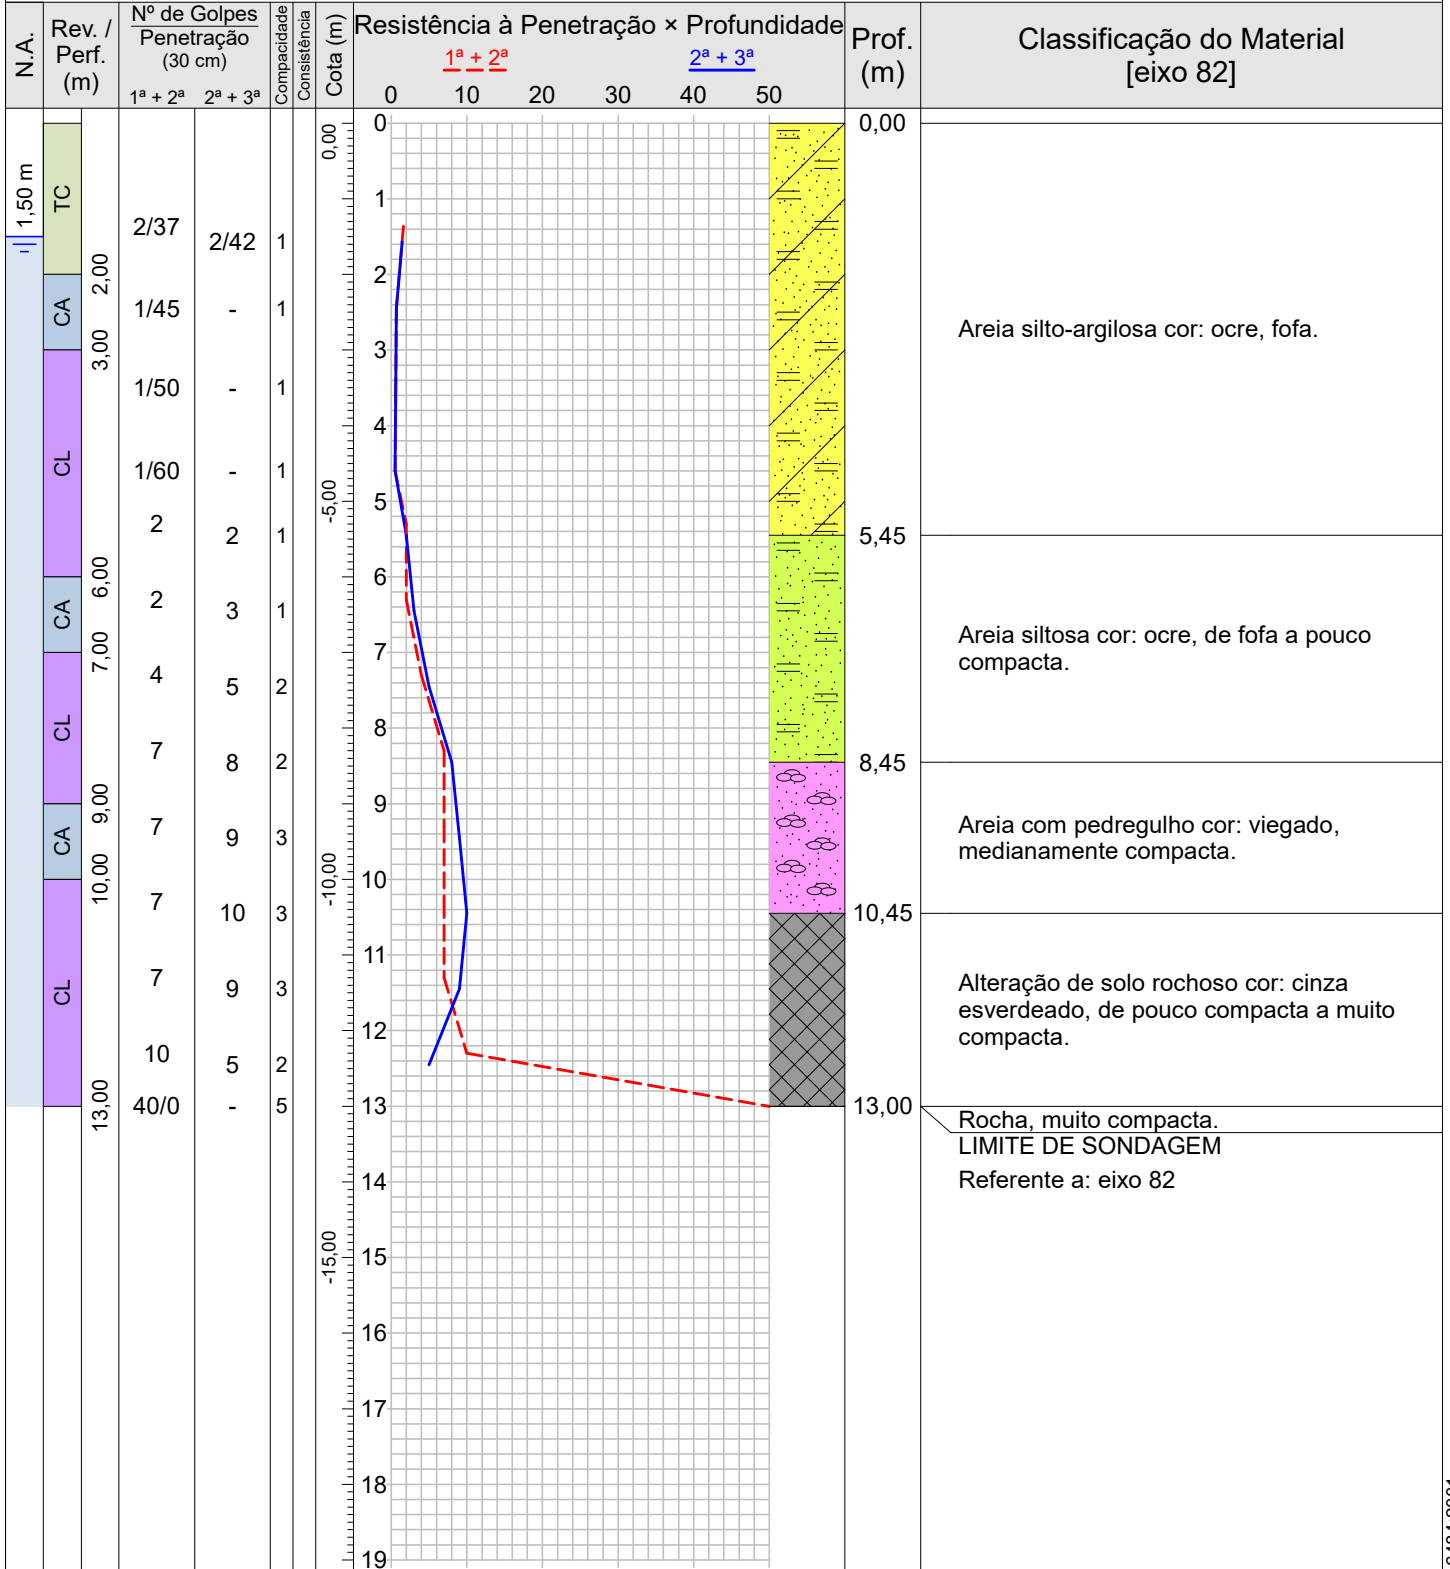 N.A.
Rev. /
Perf.
(m)
Nº de Golpes
Penetração
(30 cm)
1ª + 2ª 2ª + 3ª
Compacidade
Consistência
Cota (m)
Resistência à Penetração × Profundidade
1ª + 2ª 2ª + 3ª
0 10 20 30 40 50
Prof.
(m)
Classificação do Material
[eixo 82]
1,50 m
TC
2,00
CA
3,00
CL
6,00
CA
7,00
CL
9,00
CA
10,00
CL
13,00
2/37 2/42 1
1/45 - 1
1/50 - 1
1/60 - 1
2 2 1
2 3 1
4 5 2
7 8 2
7 9 3
7 10 3
7 9 3
10 5 2
40/0 - 5
0,00
-5,00
-10,00
-15,00
0
1
2
3
4
5
6
7
8
9
10
11
12
13
14
15
16
17
18
19
0,00
5,45
8,45
10,45
13,00
Areia silto-argilosa cor: ocre, fofa.
Areia siltosa cor: ocre, de fofa a pouco
compacta.
Areia com pedregulho cor: viegado,
medianamente compacta.
Alteração de solo rochoso cor: cinza
esverdeado, de pouco compacta a muito
compacta.
Rocha, muito compacta.
LIMITE DE SONDAGEM
Referente a: eixo 82